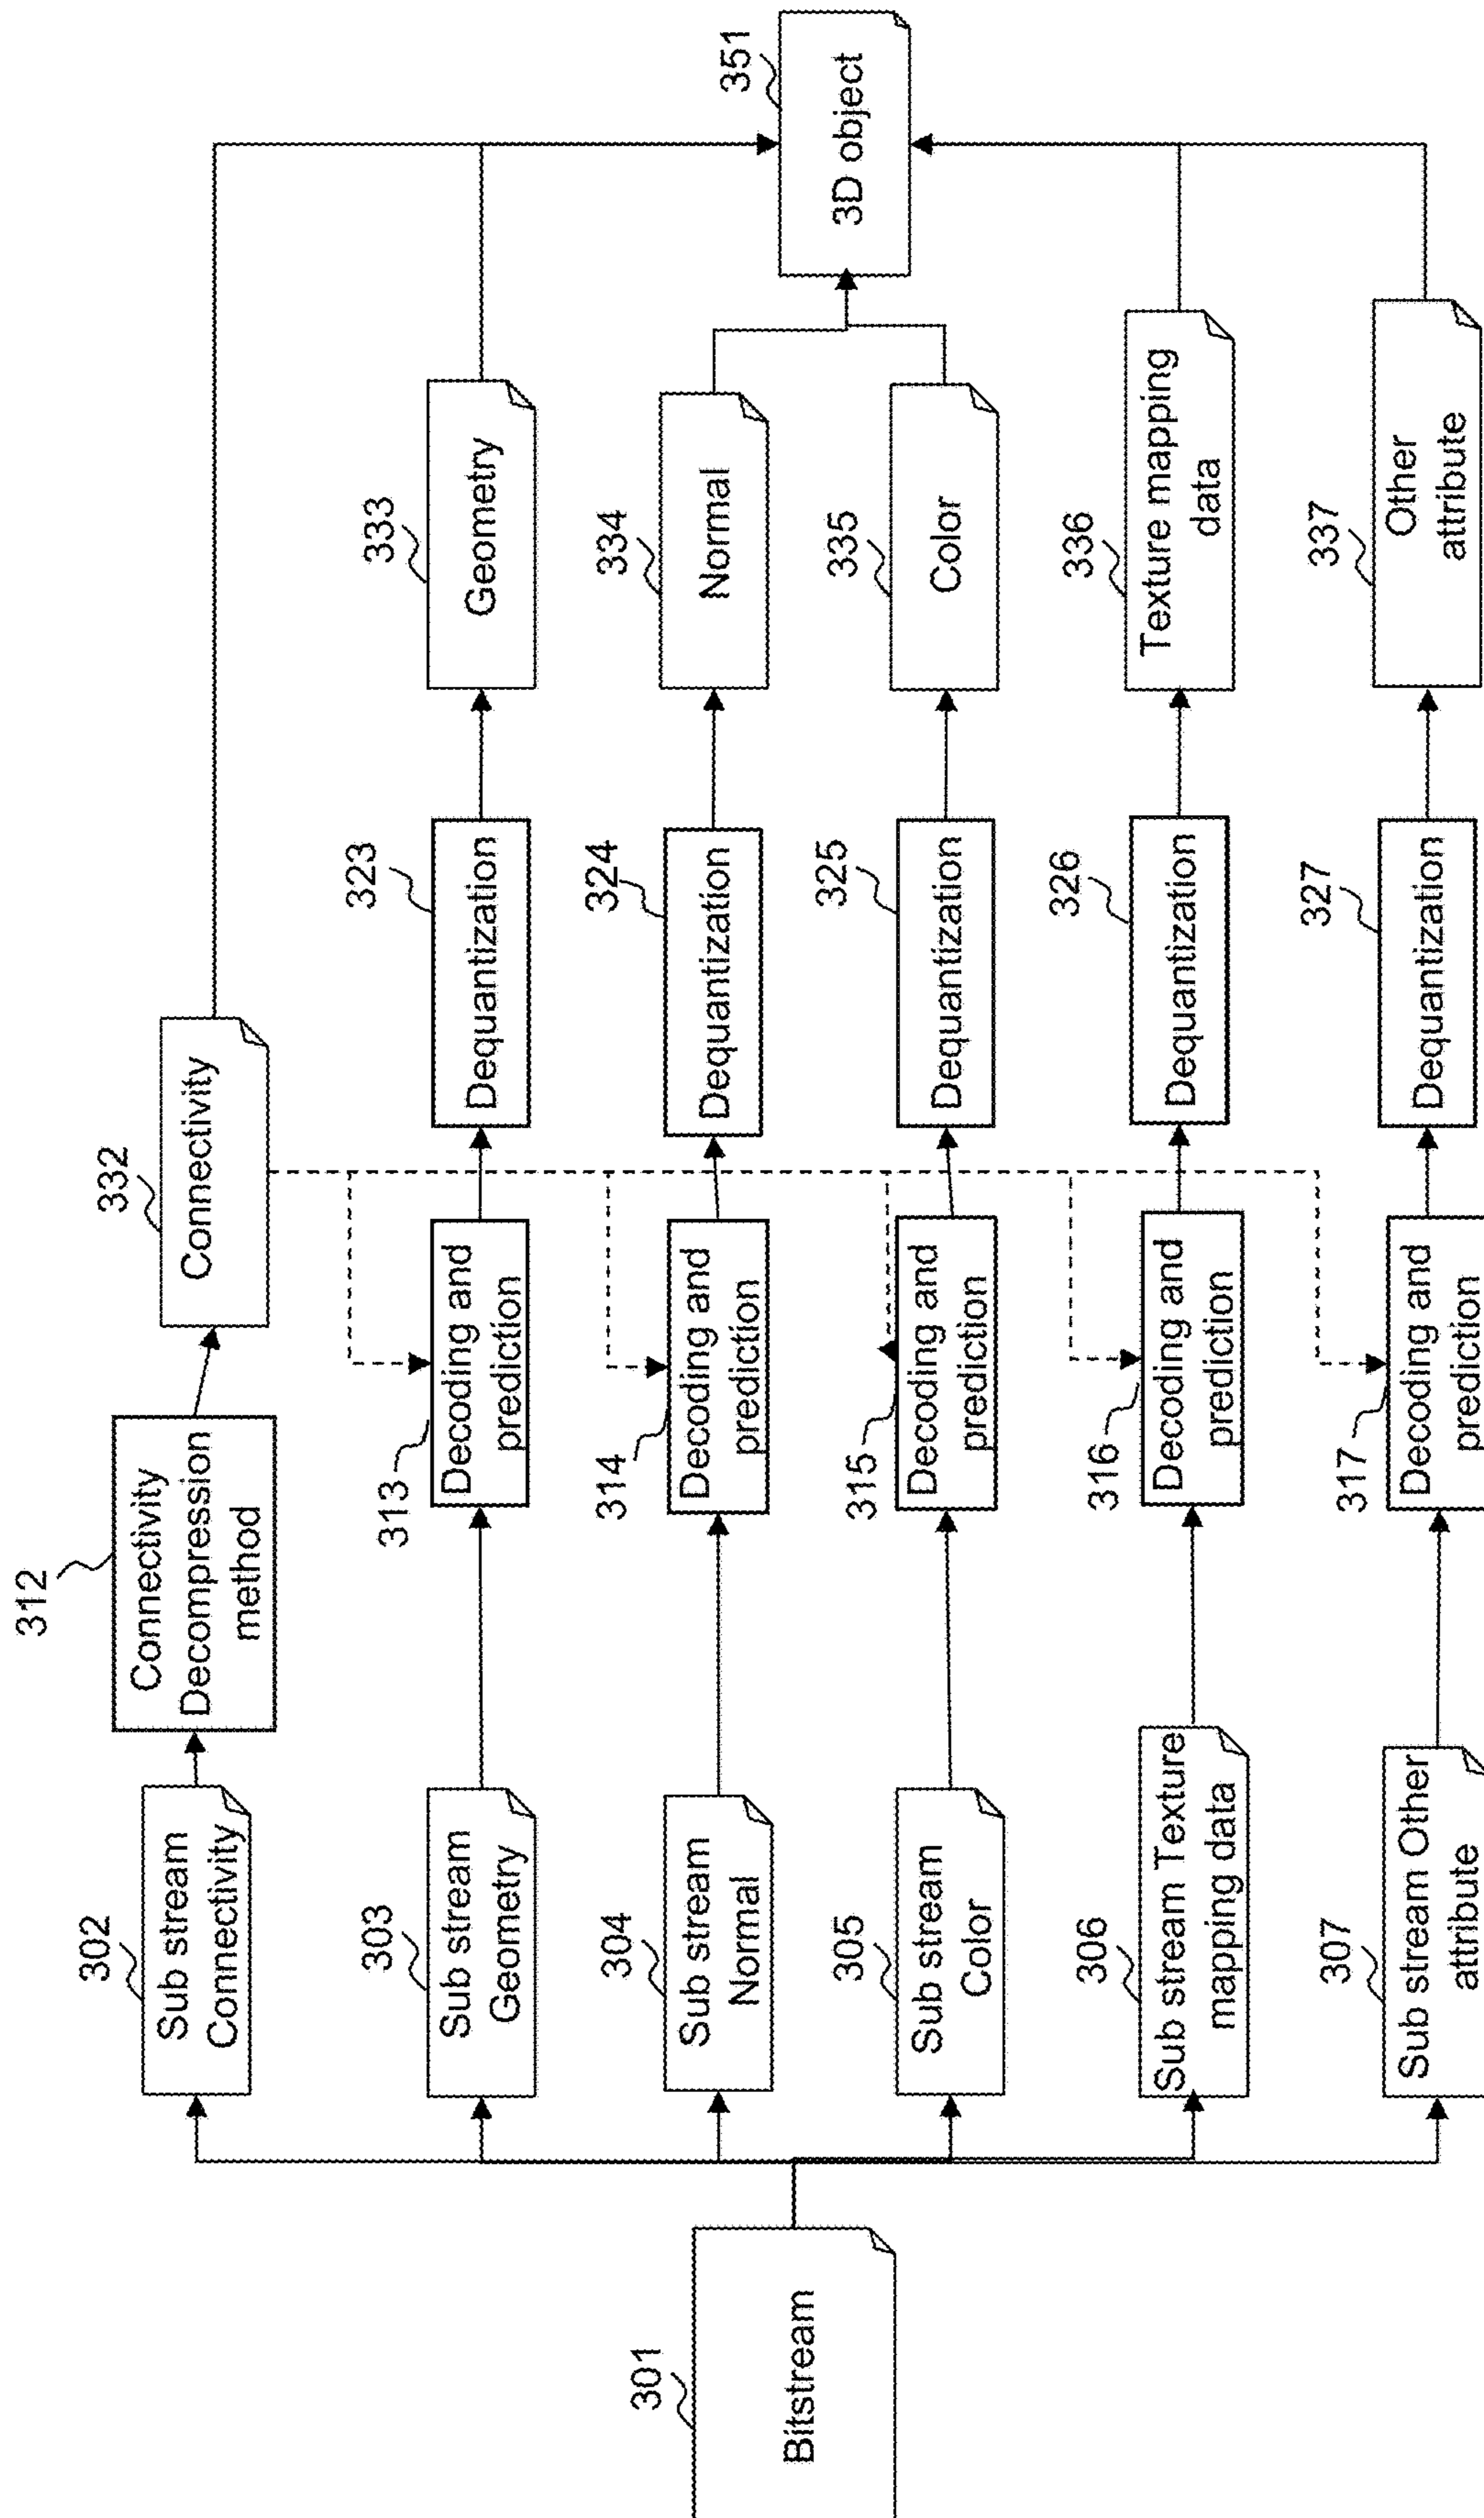 301
Bitstream
302
Sub stream
Connectivity
303
Sub stream
Geometry
304
Sub stream
Normal
305
Sub stream
Color
306
Sub stream Texture
mapping data
307
Sub stream Other
attribute
312
Connectivity
Decompression
method
313
Decoding and
prediction
314
Decoding and
prediction
315
Decoding and
prediction
316
Decoding and
prediction
317
Decoding and
prediction
332
Connectivity
323
Dequantization
324
Dequantization
325
Dequantization
326
Dequantization
327
Dequantization
333
Geometry
334
Normal
335
Color
336
Texture mapping
data
337
Other
attribute
351
3D object